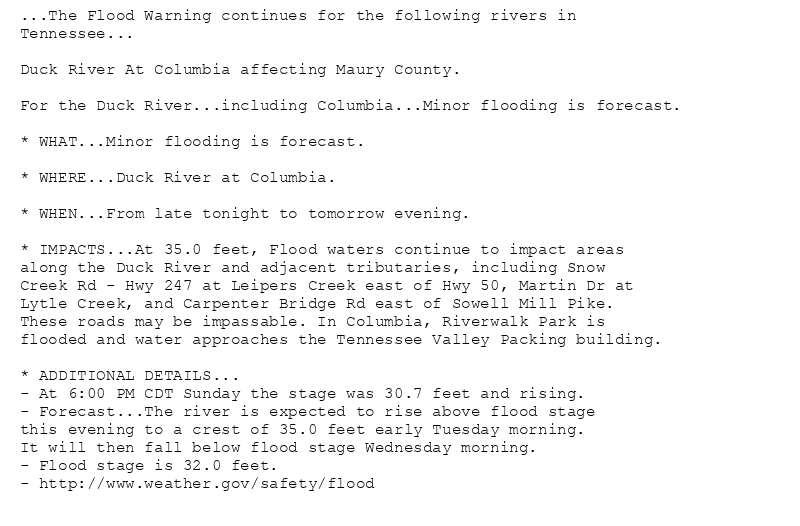 ...The Flood Warning continues for the following rivers in
Tennessee...
Duck River At Columbia affecting Maury County.
For the Duck River...including Columbia...Minor flooding is forecast.
* WHAT...Minor flooding is forecast.
* WHERE...Duck River at Columbia.
* WHEN...From late tonight to tomorrow evening.
* IMPACTS...At 35.0 feet, Flood waters continue to impact areas
along the Duck River and adjacent tributaries, including Snow
Creek Rd - Hwy 247 at Leipers Creek east of Hwy 50, Martin Dr at
Lytle Creek, and Carpenter Bridge Rd east of Sowell Mill Pike.
These roads may be impassable. In Columbia, Riverwalk Park is
flooded and water approaches the Tennessee Valley Packing building.
* ADDITIONAL DETAILS...
- At 6:00 PM CDT Sunday the stage was 30.7 feet and rising.
- Forecast...The river is expected to rise above flood stage
this evening to a crest of 35.0 feet early Tuesday morning.
It will then fall below flood stage Wednesday morning.
- Flood stage is 32.0 feet.
- http://www.weather.gov/safety/flood